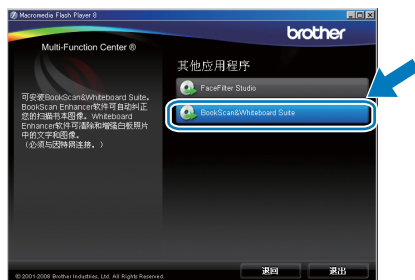 Macromedia Flash Player 8
brother
Multi-Function Center ®
其他应用程序
FaceFilter Studio
BookScan&Whiteboard Suite
可安装BookScan&Whiteboard Suite。
BookScan Enhancer软件可自动纠正
您的扫描书本图像。Whiteboard
Enhancer软件可清除和增强白板照片
中的文字和图像。
（必须与因特网连接。）
退回
退出
© 2001-2008 Brother Industries, Ltd. All Rights Reserved.